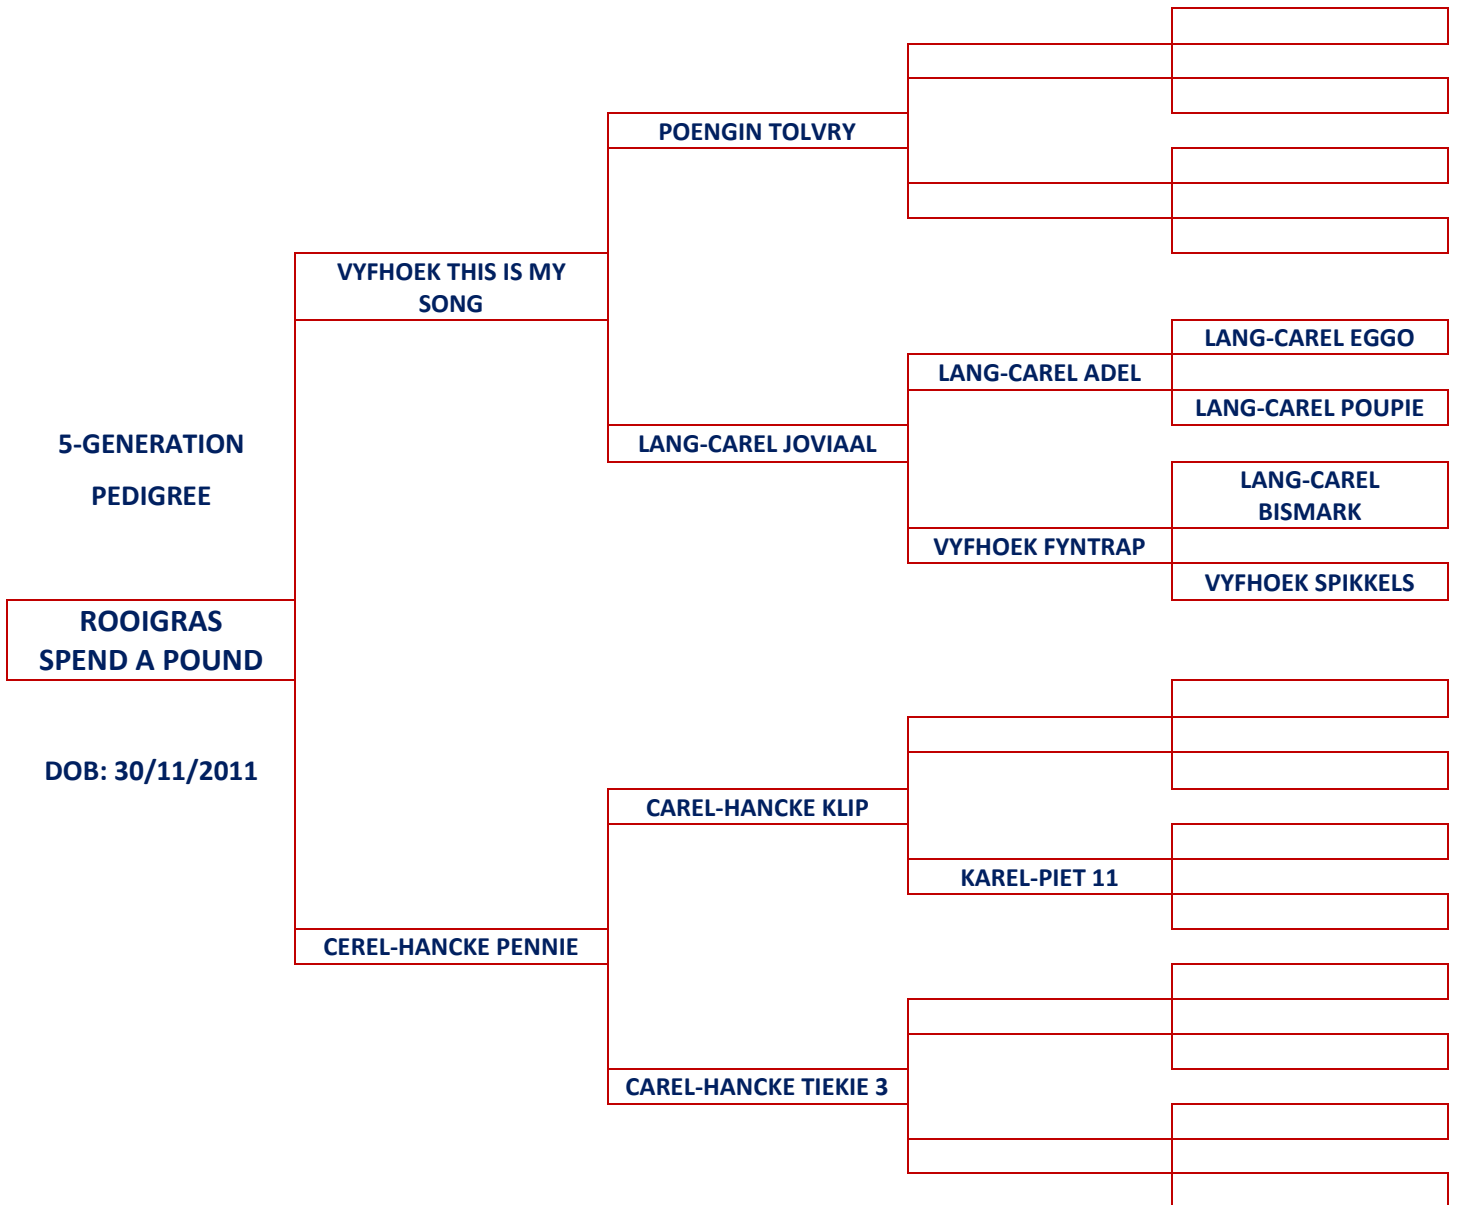 POENGIN TOLVRY
VYFHOEK THIS IS MY
SONG
LANG-CAREL EGGO
LANG-CAREL ADEL
LANG-CAREL POUPIE
5-GENERATION
PEDIGREE
LANG-CAREL JOVIAAL
LANG-CAREL
BISMARK
VYFHOEK FYNTRAP
VYFHOEK SPIKKELS
ROOIGRAS
SPEND A POUND
DOB: 30/11/2011
CAREL-HANCKE KLIP
KAREL-PIET 11
CEREL-HANCKE PENNIE
CAREL-HANCKE TIEKIE 3